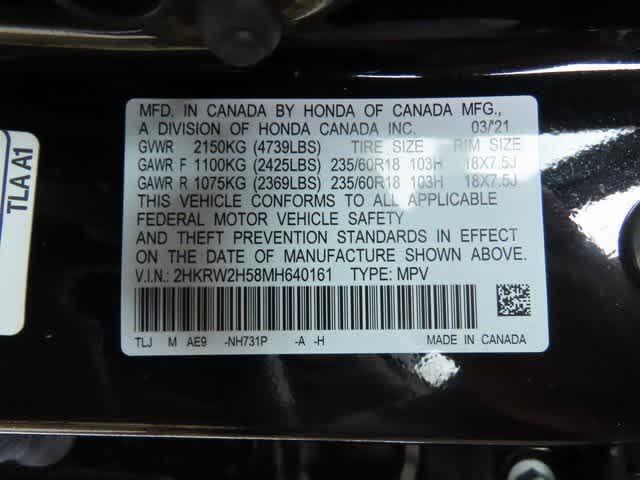 MFD. IN CANADA BY HONDA OF CANADA MFG.,
A DIVISION OF HONDA CANADA INC. 03/'21
GVWR 2150KG (4739LBS) TIRE SIZE RIM SIZE
GAWR F 1100KG (2425LBS) 235/60R18 103H 18X7.5J
GAWR R 1075KG (2369LBS) 235/60R18 103H 18X7.5J
THIS VEHICLE CONFORMS TO ALL APPLICABLE
FEDERAL MOTOR VEHICLE SAFETY
AND THEFT PREVENTION STANDARDS IN EFFECT
ON THE DATE OF MANUFACTURE SHOWN ABOVE.
V.I.N.: 2HKRW2H58MH640161 TYPE: MPV
TLJ M AE9 -NH731P -A -H MADE IN CANADA
TLA A1